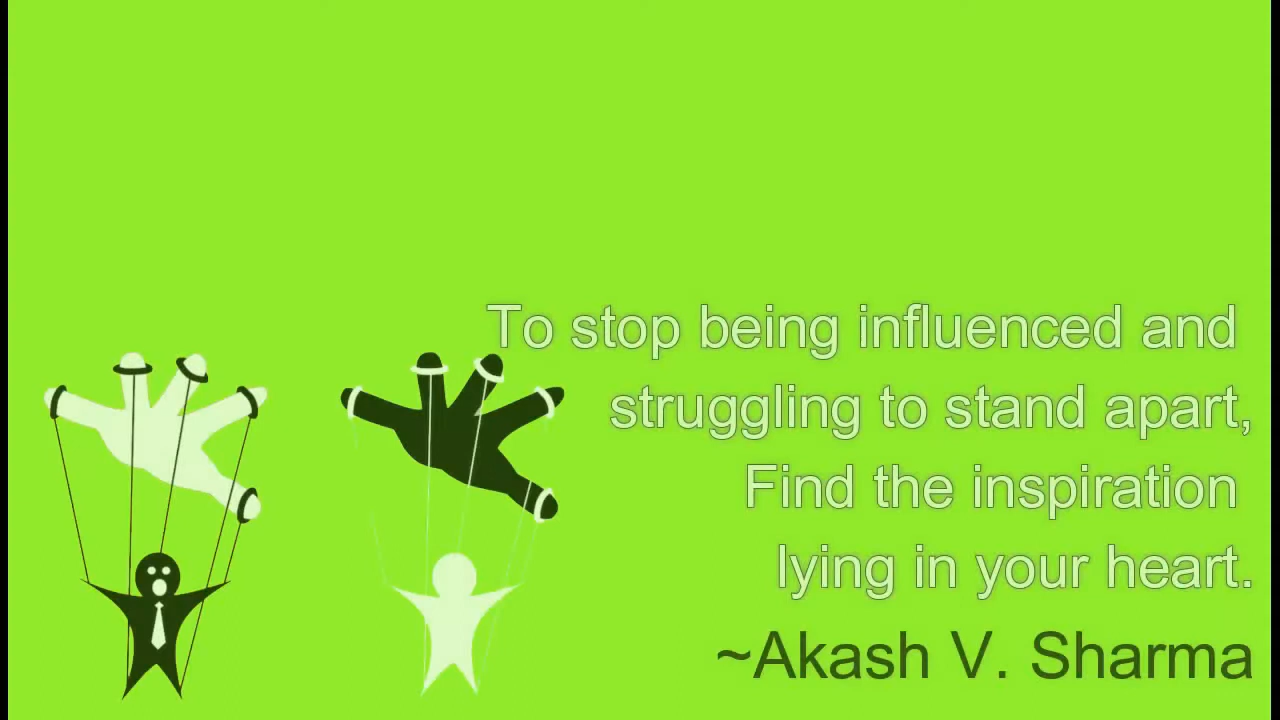 To stop being influenced and
struggling to stand apart,
Find the inspiration
lying in your heart.
~Akash V. Sharma